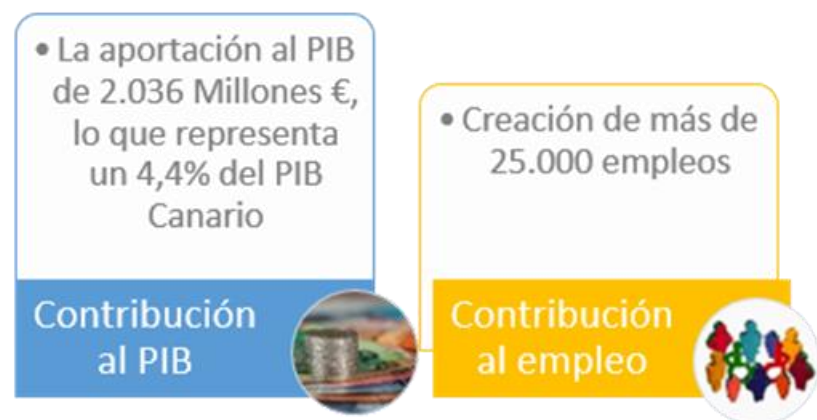 • La aportación al PIB
de 2.036 Millones €,
lo que representa
un 4,4% del PIB
Canario
Contribución
al PIB
• Creación de más de
25.000 empleos
Contribución
al empleo